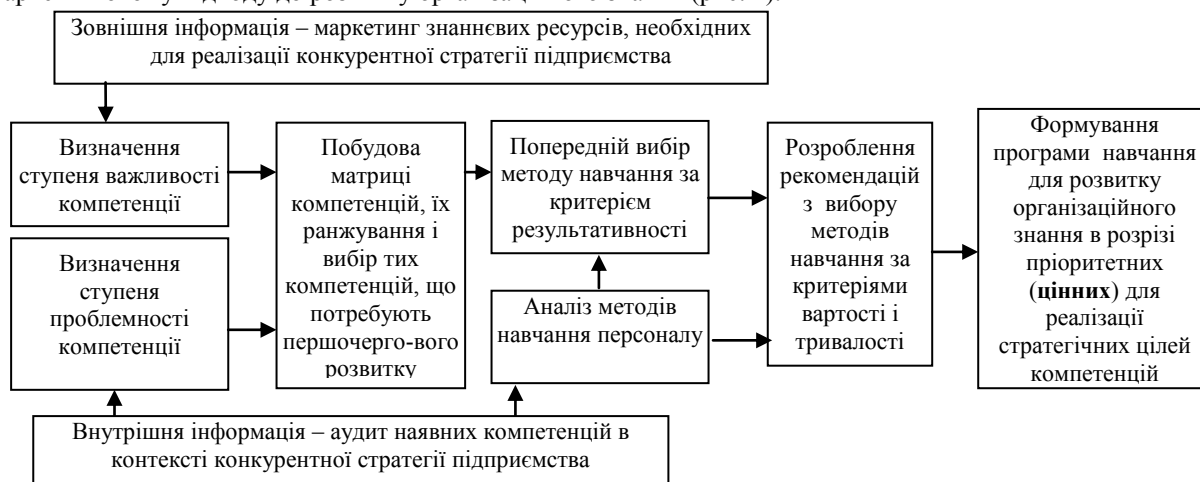 Зовнішня інформація – маркетинг знаннєвих ресурсів, необхідних
для реалізації конкурентної стратегії підприємства
Визначення
ступеня важливості
компетенції
Визначення
ступеня
проблемності
компетенції
Побудова
матриці
компетенцій, їх
ранжування і
вибір тих
компетенцій, що
потребують
першочерго-вого
розвитку
Попередній вибір
методу навчання за
критерієм
результативності
Аналіз методів
навчання персоналу
Розроблення
рекомендацій
з вибору
методів
навчання за
критеріями
вартості і
тривалості
Формування
програми навчання
для розвитку
організаційного
знання в розрізі
пріоритетних
(цінних) для
реалізації
стратегічних цілей
компетенцій
Внутрішня інформація – аудит наявних компетенцій в
контексті конкурентної стратегії підприємства